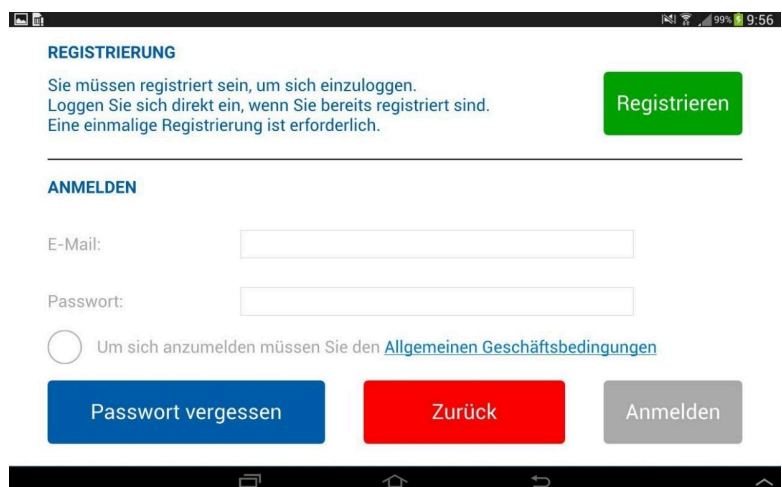 99% 9:56
REGISTRIERUNG
Sie müssen registriert sein, um sich einzuloggen.
Loggen Sie sich direkt ein, wenn Sie bereits registriert sind.
Eine einmalige Registrierung ist erforderlich.
Registrieren
ANMELDEN
E-Mail:
Passwort:
Um sich anzumelden müssen Sie den Allgemeinen Geschäftsbedingungen
Passwort vergessen
Zurück
Anmelden